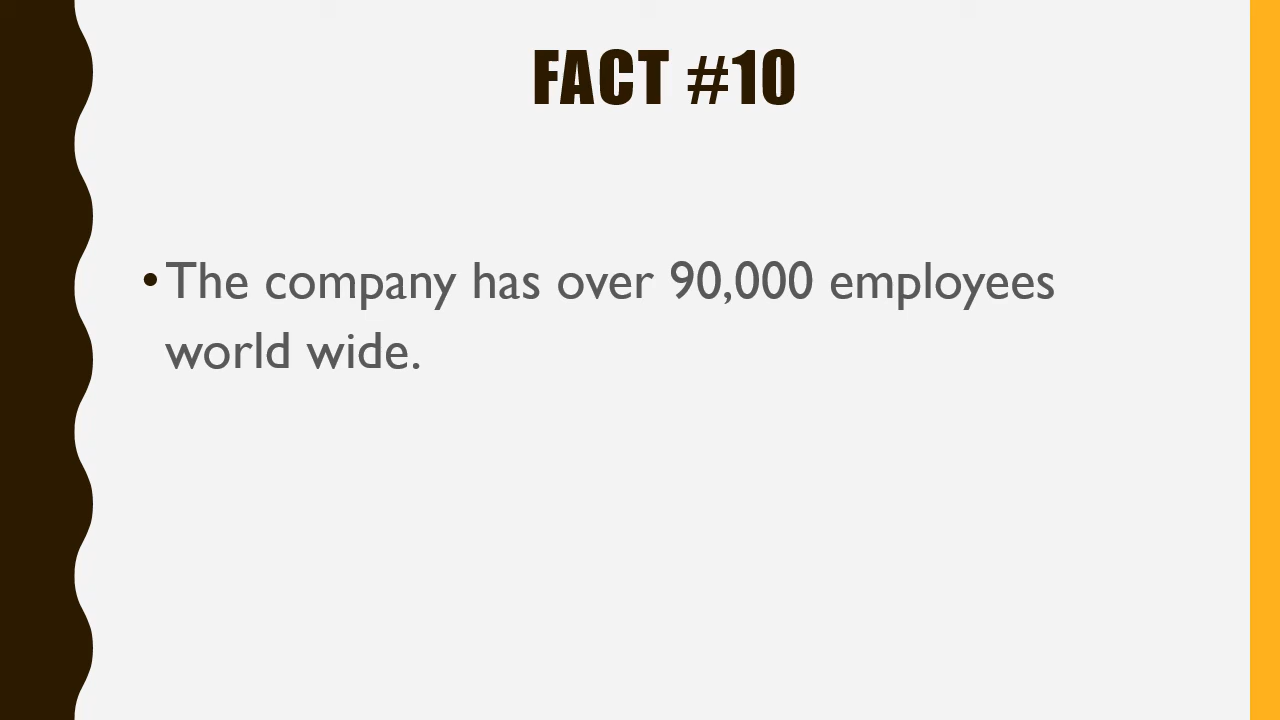 FACT #10
• The company has over 90,000 employees
world wide.